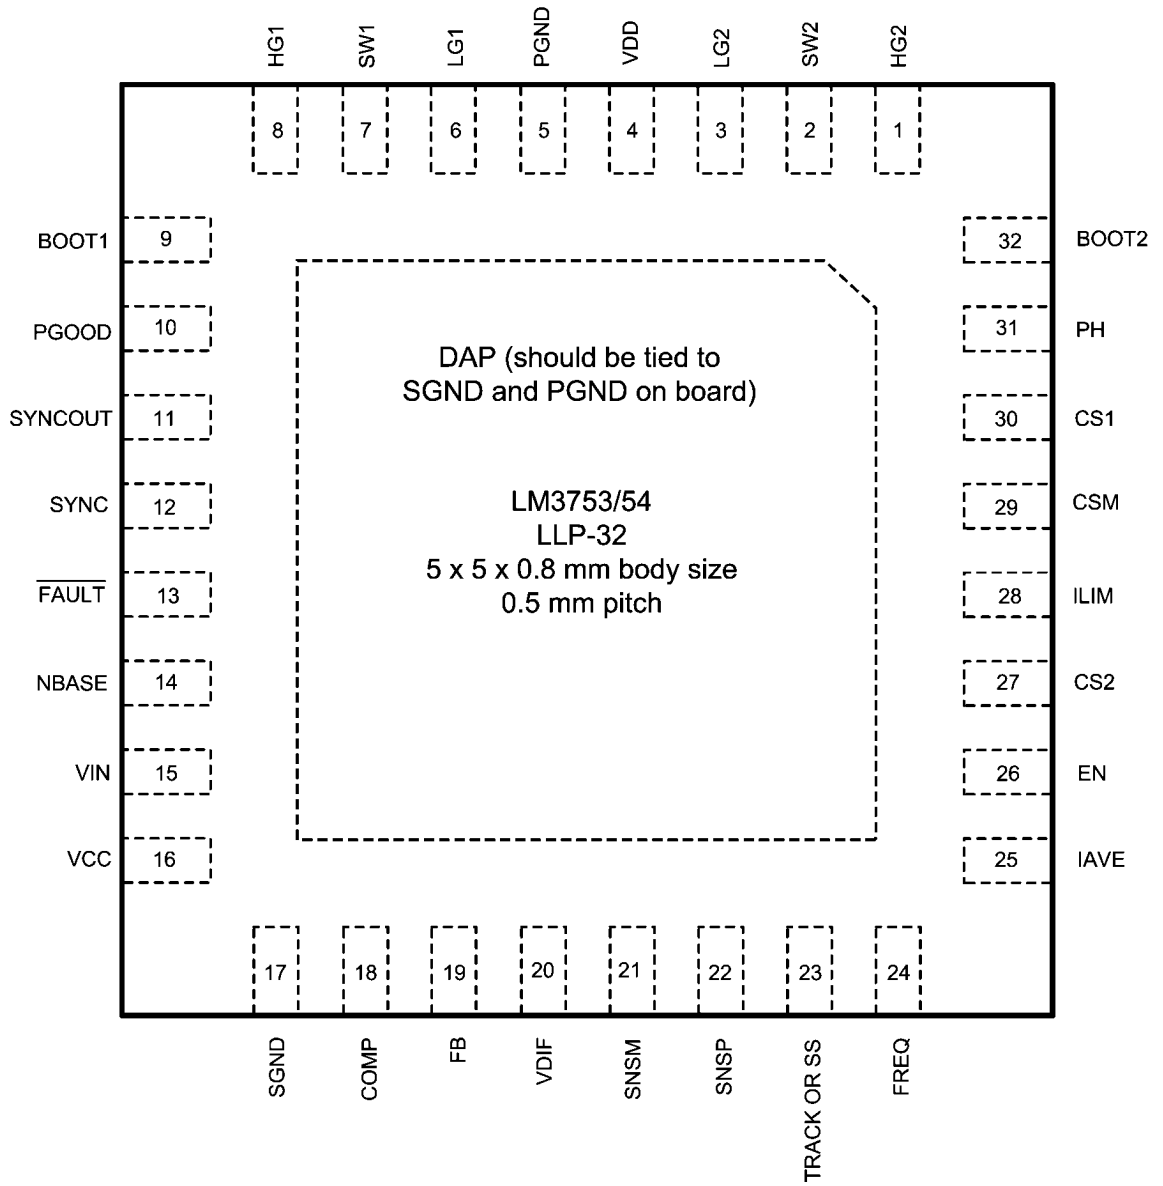 HG1
SW1
LG1
PGND
VDD
LG2
SW2
HG2
8
7
6
5
4
3
2
1
BOOT1
9
32
BOOT2
PGOOD
10
31
PH
DAP (should be tied to
SGND and PGND on board)
SYNCOUT
11
30
CS1
SYNC
12
LM3753/54
29
CSM
LLP-32
5 x 5 x 0.8 mm body size
FAULT
13
0.5 mm pitch
28
ILIM
NBASE
14
27
CS2
VIN
15
26
EN
VCC
16
25
IAVE
17
18
19
20
21
22
23
24
SGND
COMP
FB
VDIF
SNSM
SNSP
TRACK OR SS
FREQ